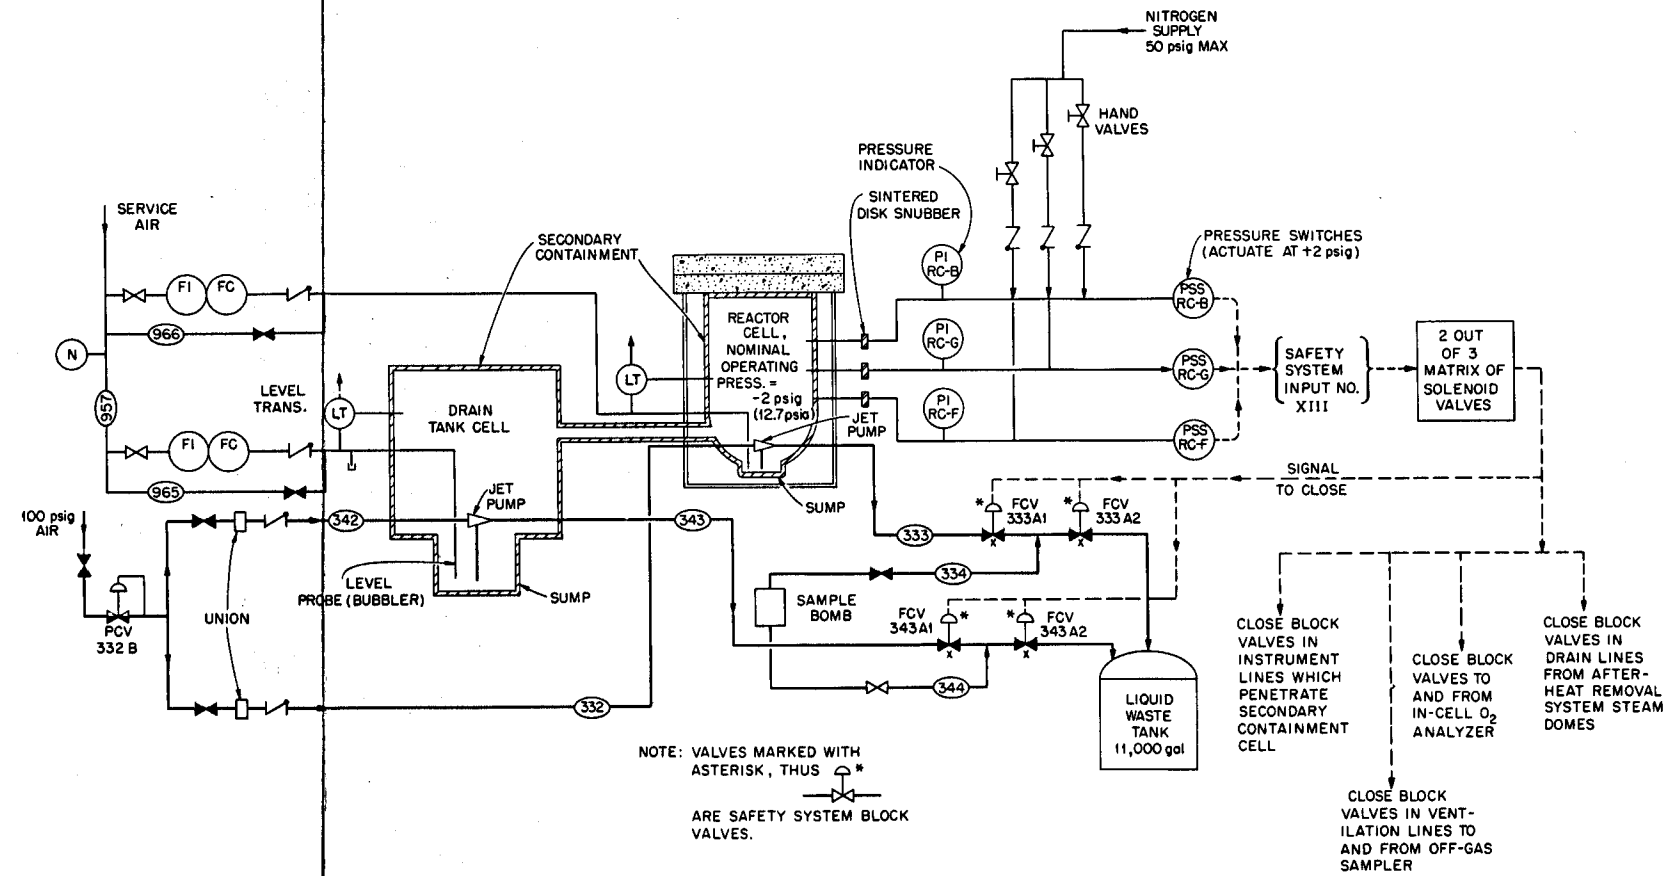 NITROGEN
SUPPLY
50 psig MAX
HAND
VALVES
PRESSURE
INDICATOR
SINTERED
DISK SNUBBER
SERVICE
AIR
SECONDARY
CONTAINMENT
PRESSURE SWITCHES
(ACTUATE AT +2 psig)
FI
FC
PI
RC-B
PSS
RC-B
966
N
REACTOR
CELL,
NOMINAL
OPERATING
PRESS. =
-2 psig
(12.7psia)
PI
RC-G
PSS
RC-G
SAFETY
SYSTEM
INPUT NO.
XIII
2 OUT
OF 3
MATRIX OF
SOLENOID
VALVES
LT
LEVEL
TRANS.
LT
957
DRAIN
TANK CELL
PI
RC-F
JET
PUMP
PSS
RC-F
FI
FC
965
JET
PUMP
SUMP
SIGNAL
TO CLOSE
* FCV
333A1
* FCV
333A2
100 psig
AIR
342
343
333
334
LEVEL
PROBE (BUBBLER)
SUMP
SAMPLE
BOMB
UNION
PCV
332 B
FCV *
343A1
* FCV
343A2
344
332
LIQUID
WASTE
TANK
11,000 gal
CLOSE BLOCK
VALVES IN
INSTRUMENT
LINES WHICH
PENETRATE
SECONDARY
CONTAINMENT
CELL
CLOSE BLOCK
VALVES TO
AND FROM
IN-CELL O₂
ANALYZER
CLOSE BLOCK
VALVES IN
DRAIN LINES
FROM AFTER-
HEAT REMOVAL
SYSTEM STEAM
DOMES
CLOSE BLOCK
VALVES IN VENT-
ILATION LINES TO
AND FROM OFF-GAS
SAMPLER
NOTE: VALVES MARKED WITH
ASTERISK, THUS *
ARE SAFETY SYSTEM BLOCK
VALVES.